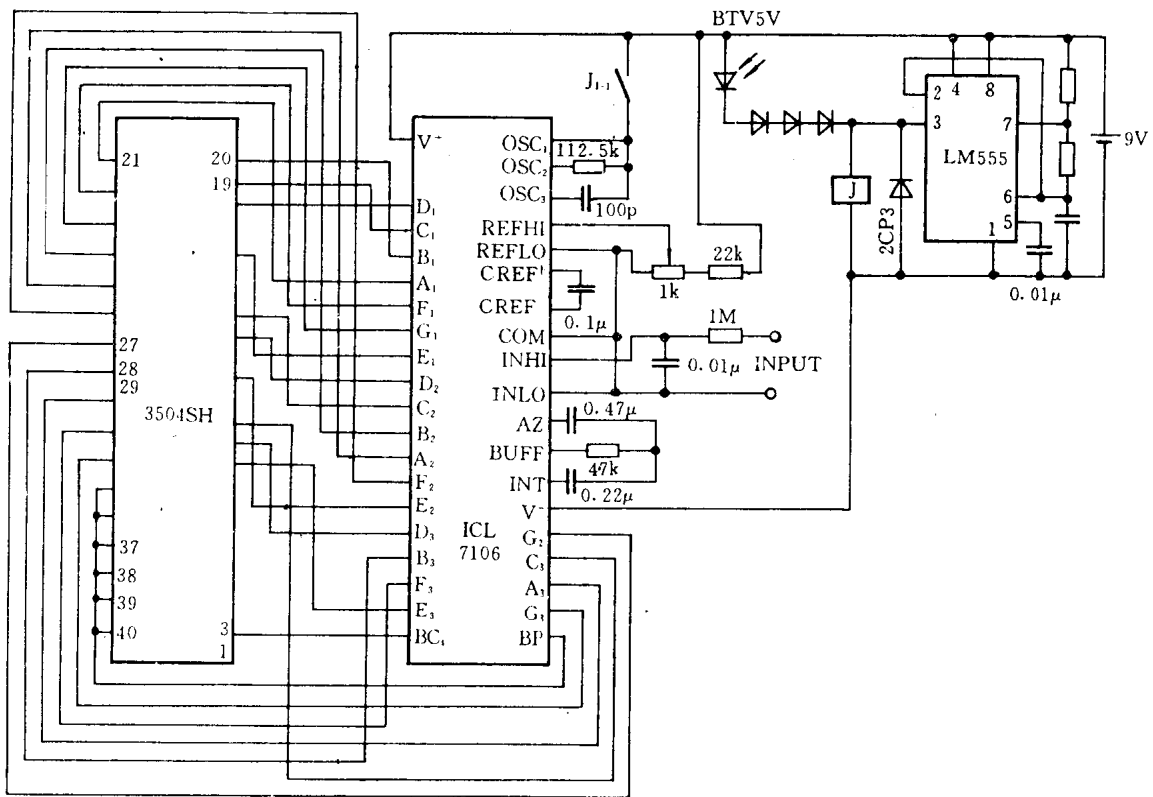 BTV5V
J₁₋₁
9V
2
4
8
3
7
LM555
6
5
1
0.01μ
J
2CP3
21
20
19
27
28
29
3504SH
37
38
39
40
3
1
V⁺
D₁
C₁
B₁
A₁
F₁
G₁
E₁
D₂
C₂
B₂
A₂
F₂
E₂
D₃
B₃
F₃
E₃
BC₄
ICL
7106
OSC₁
OSC₂
OSC₃
REFHI
REFLO
CREF
CREF
COM
INHI
INLO
AZ
BUFF
INT
V⁻
G₂
C₃
A₃
G₃
BP
112.5k
100p
22k
1k
0.1μ
1M
0.01μ
INPUT
0.47μ
47k
0.22μ